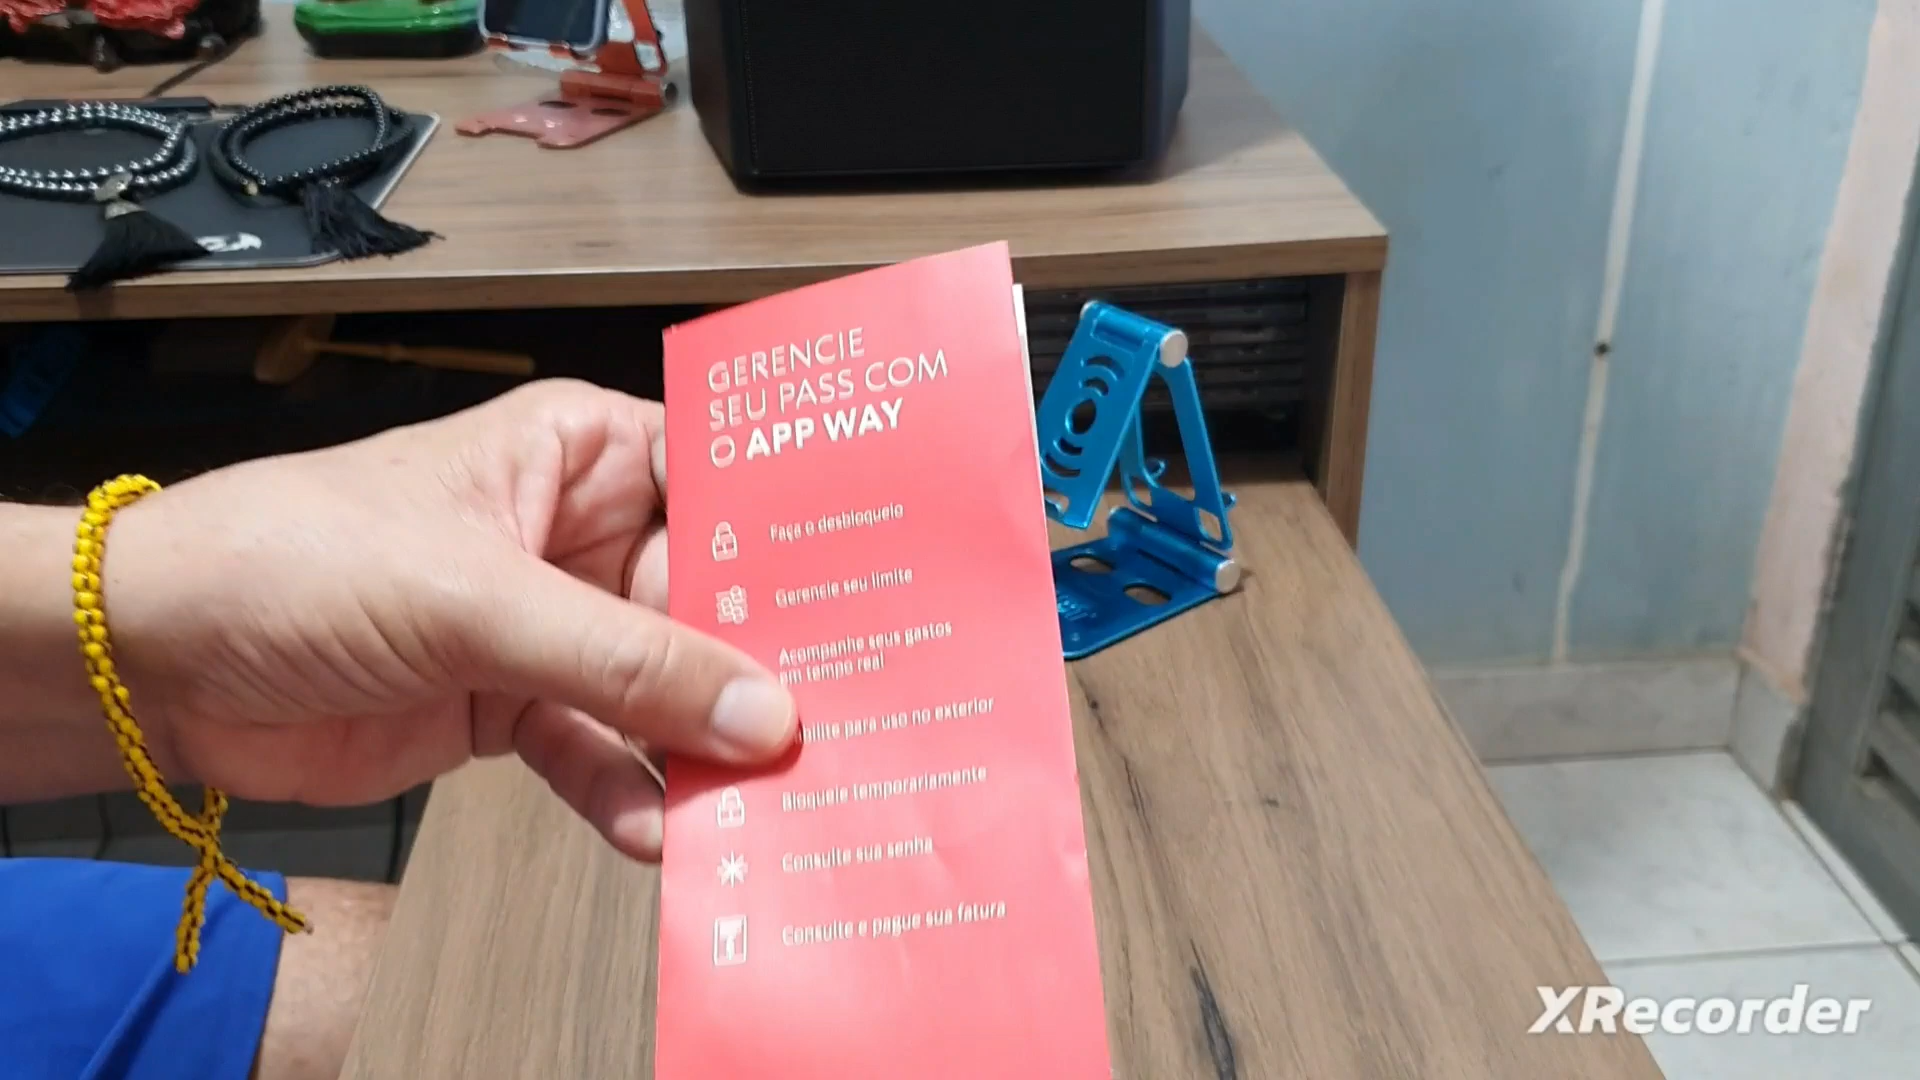 GERENCIE
SEU PASS COM
O APP WAY
Faça o desbloqueio
Gerencie seu limite
Acompanhe seus gastos
em tempo real
para uso no exterior
Bloqueie temporariamente
Consulte sua senha
Consulte e pague sua fatura
XRecorder